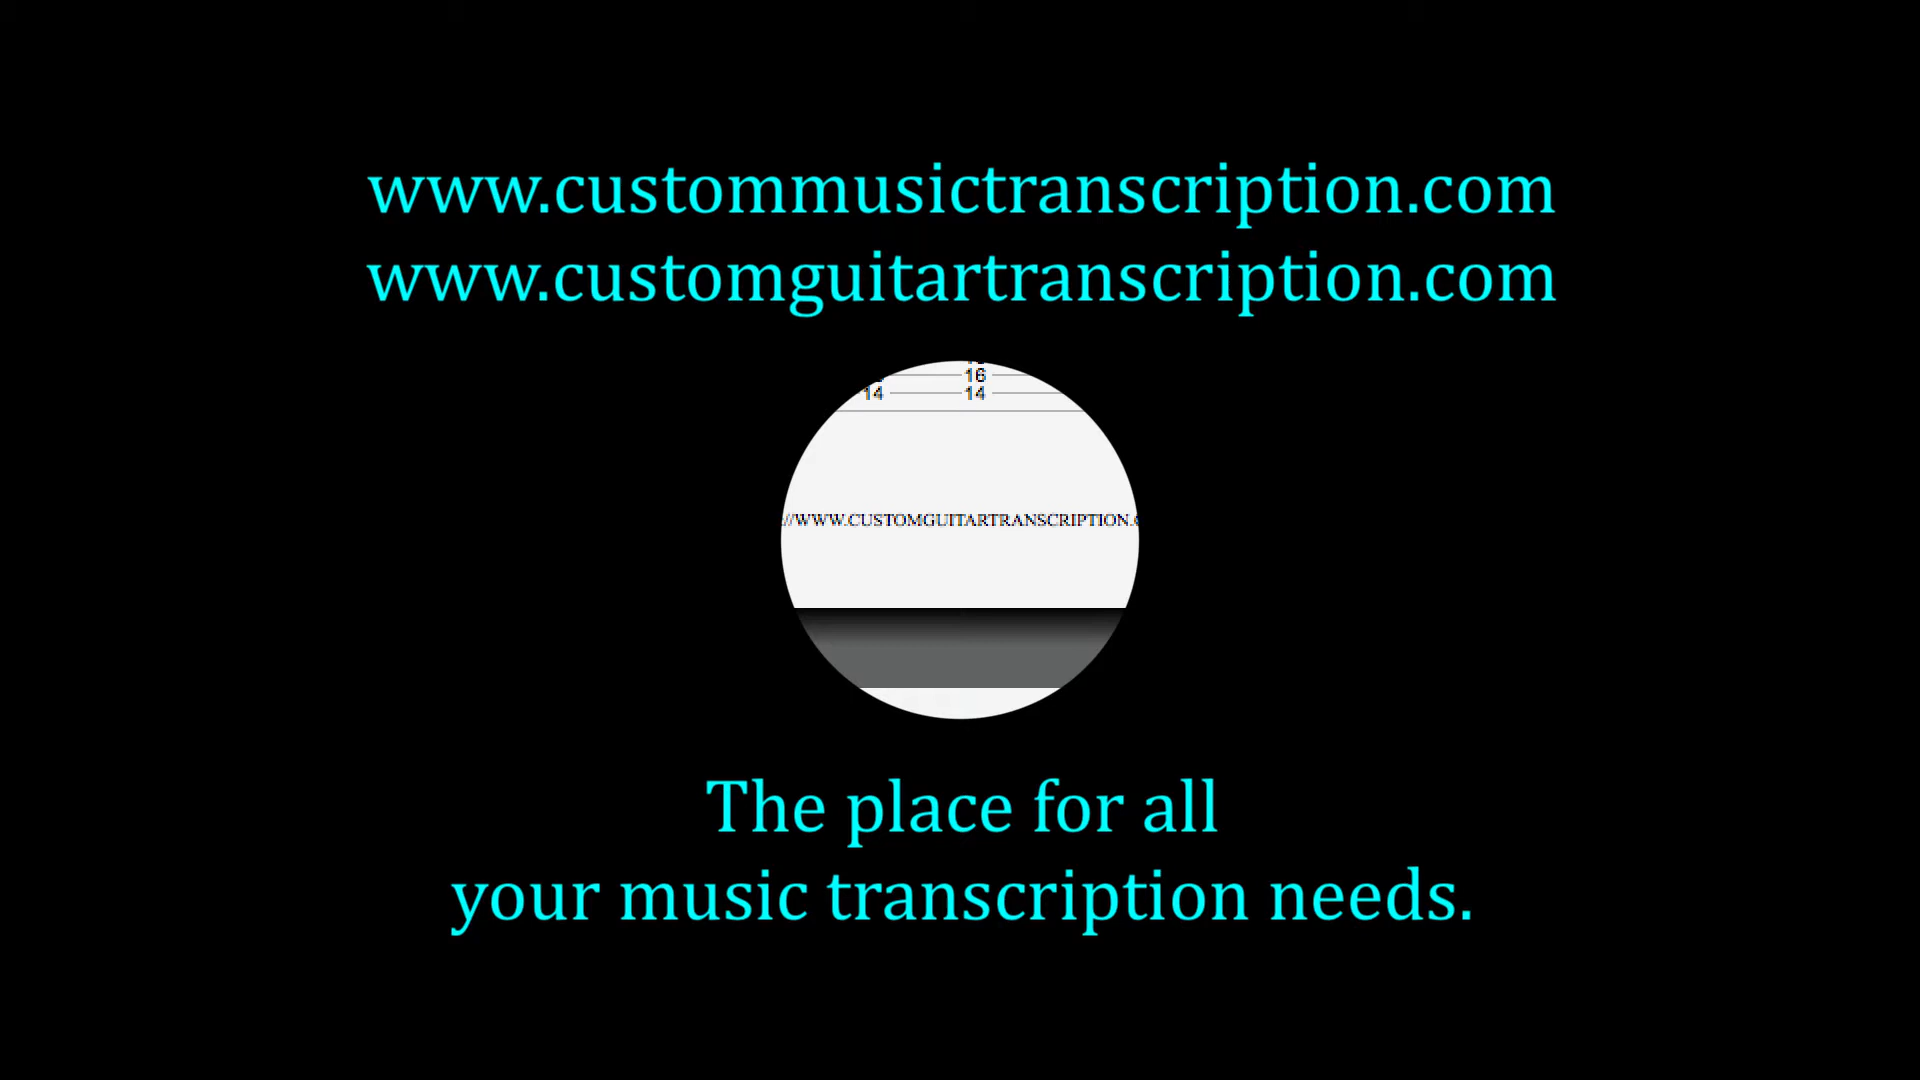 www.custommusictranscription.com
www.customguitartranscription.com
16
14 14
//WWW.CUSTOMGUITARTRANSCRIPTION.
The place for all
your music transcription needs.